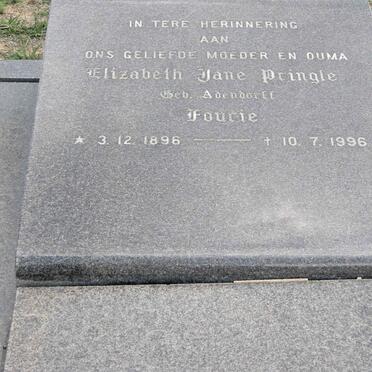 IN TERE HERINNERING
AAN
ONS GELIEFDE MOEDER EN OUMA
Elizabeth Jane Pringle
Geb. Adendorff
Fourie
★ 3. 12. 1896 ——— † 10. 7. 1996